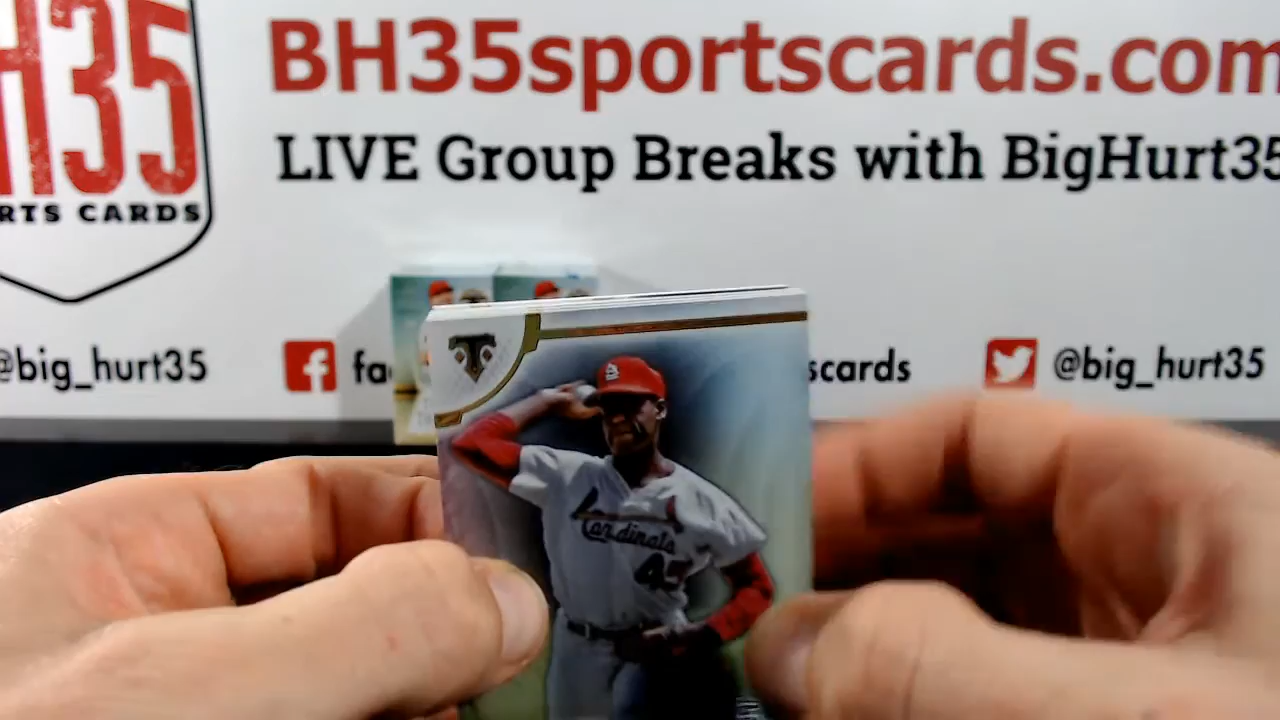 H35
RTS CARDS
BH35sportscards.com
LIVE Group Breaks with BigHurt35
@big_hurt35
f
fa
scards
@big_hurt35
T
Cardinals
45